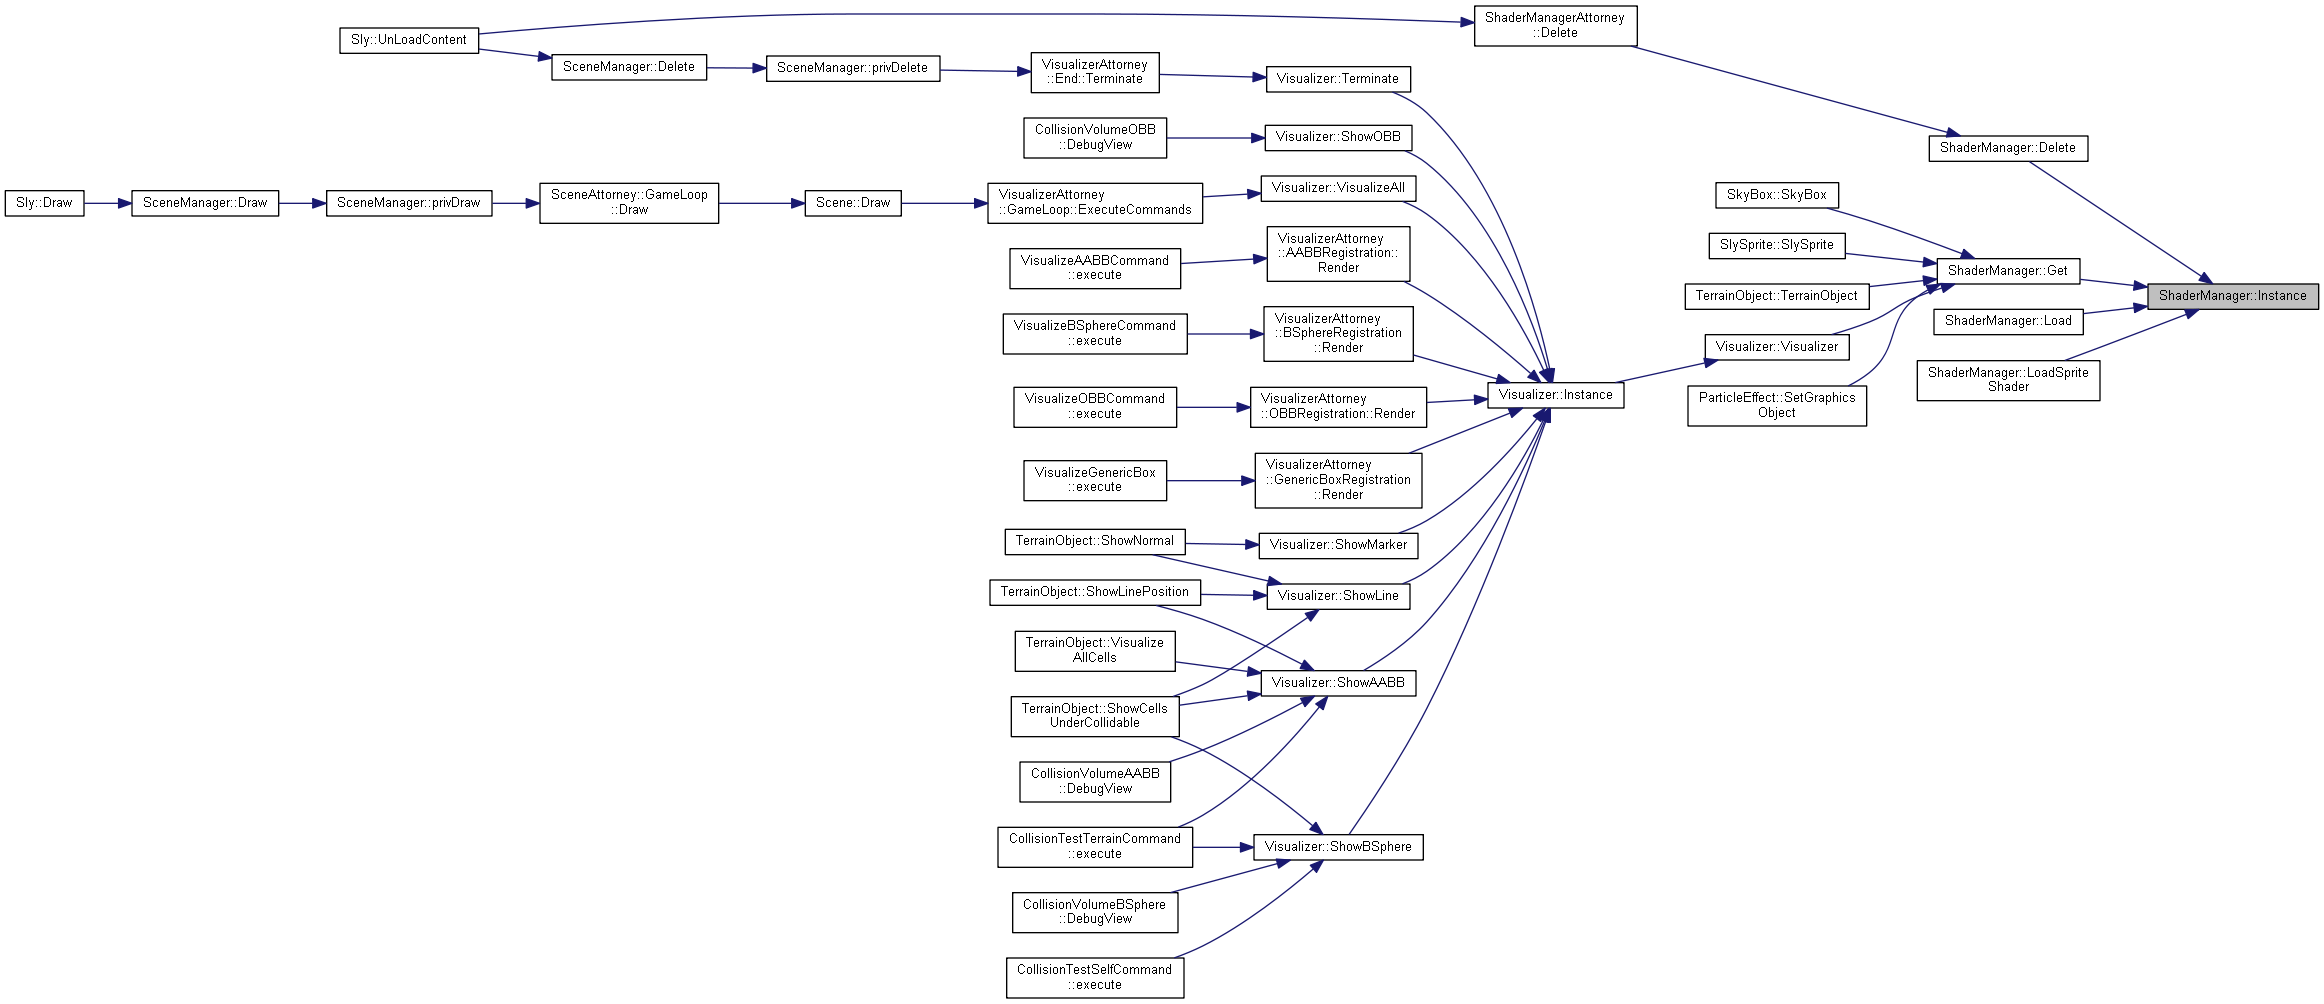 Sly::UnLoadContent
SceneManager::Delete
SceneManager::privDelete
VisualizerAttorney
::End::Terminate
Visualizer::Terminate
ShaderManagerAttorney
::Delete
CollisionVolumeOBB
::DebugView
Visualizer::ShowOBB
ShaderManager::Delete
Sly::Draw
SceneManager::Draw
SceneManager::privDraw
SceneAttorney::GameLoop
::Draw
Scene::Draw
VisualizerAttorney
::GameLoop::ExecuteCommands
Visualizer::VisualizeAll
SkyBox::SkyBox
SlySprite::SlySprite
VisualizeAABBCommand
::execute
VisualizerAttorney
::AABBRegistration::
Render
ShaderManager::Get
TerrainObject::TerrainObject
ShaderManager::Instance
VisualizeBSphereCommand
::execute
VisualizerAttorney
::BSphereRegistration
::Render
ShaderManager::Load
Visualizer::Visualizer
ShaderManager::LoadSprite
Shader
VisualizeOBBCommand
::execute
VisualizerAttorney
::OBBRegistration::Render
Visualizer::Instance
ParticleEffect::SetGraphics
Object
VisualizeGenericBox
::execute
VisualizerAttorney
::GenericBoxRegistration
::Render
TerrainObject::ShowNormal
Visualizer::ShowMarker
TerrainObject::ShowLinePosition
Visualizer::ShowLine
TerrainObject::Visualize
AllCells
Visualizer::ShowAABB
TerrainObject::ShowCells
UnderCollidable
CollisionVolumeAABB
::DebugView
CollisionTestTerrainCommand
::execute
Visualizer::ShowBSphere
CollisionVolumeBSphere
::DebugView
CollisionTestSelfCommand
::execute